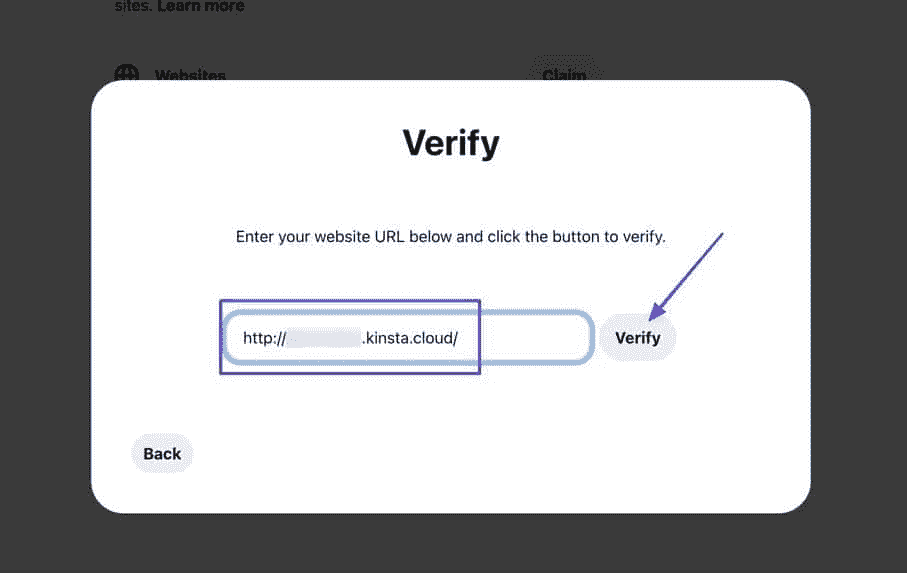 sites. Learn more
Websites
Claim
Verify
Enter your website URL below and click the button to verify.
http:// .kinsta.cloud/
Verify
Back